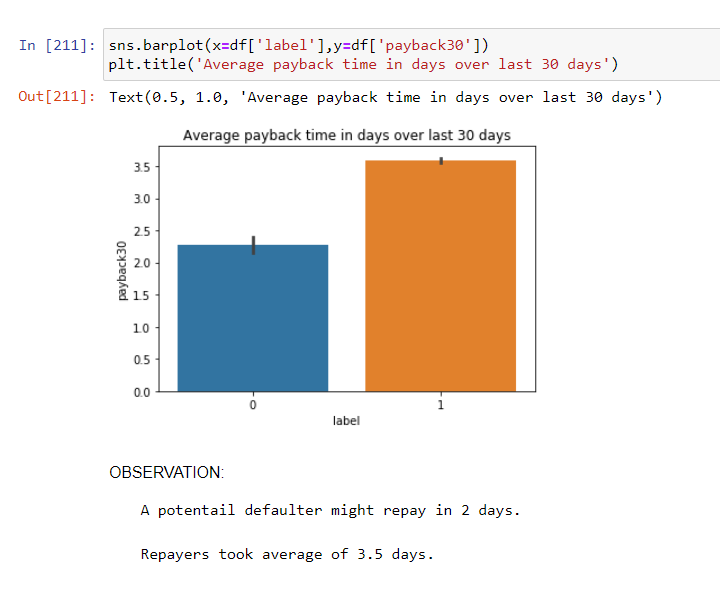 In [211]: sns.barplot(x=df['label'],y=df['payback30'])
plt.title('Average payback time in days over last 30 days')
Out[211]: Text(0.5, 1.0, 'Average payback time in days over last 30 days')
Average payback time in days over last 30 days
3.5
3.0
2.5
2.0
1.5
1.0
0.5
0.0
payback30
0 1
label
OBSERVATION:
A potentail defaulter might repay in 2 days.
Repayers took average of 3.5 days.